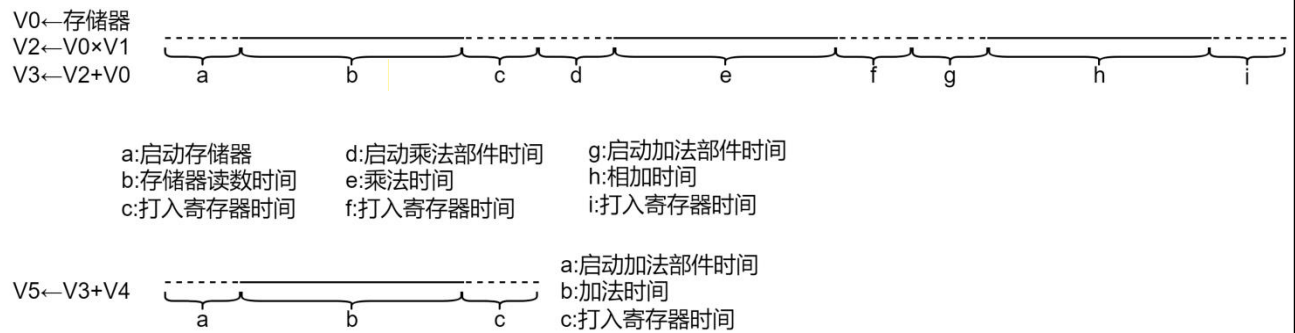 V0←存储器
V2←V0×V1
V3←V2+V0
a b c d e f g h i
a:启动存储器 d:启动乘法部件时间 g:启动加法部件时间
b:存储器读数时间 e:乘法时间 h:相加时间
c:打入寄存器时间 f:打入寄存器时间 i:打入寄存器时间
V5←V3+V4
a b c
a:启动加法部件时间
b:加法时间
c:打入寄存器时间